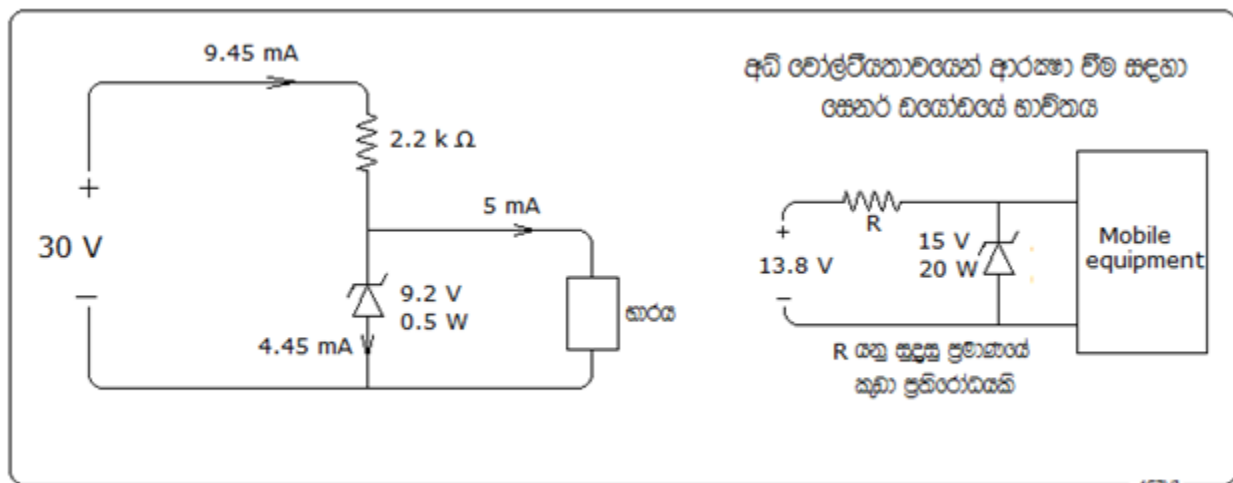 9.45 mA
2.2 k Ω
5 mA
+
30 V
−
9.2 V
0.5 W
4.45 mA
භාරය
අධි වෝල්ටීයතාවයෙන් ආරක්‍ෂා වීම සඳහා
සෙනර් ඩයෝඩයේ භාවිතය
R
+
13.8 V
−
15 V
20 W
Mobile
equipment
R යනු සුදුසු ප්‍රමාණයේ
කුඩා ප්‍රතිරෝධයකි